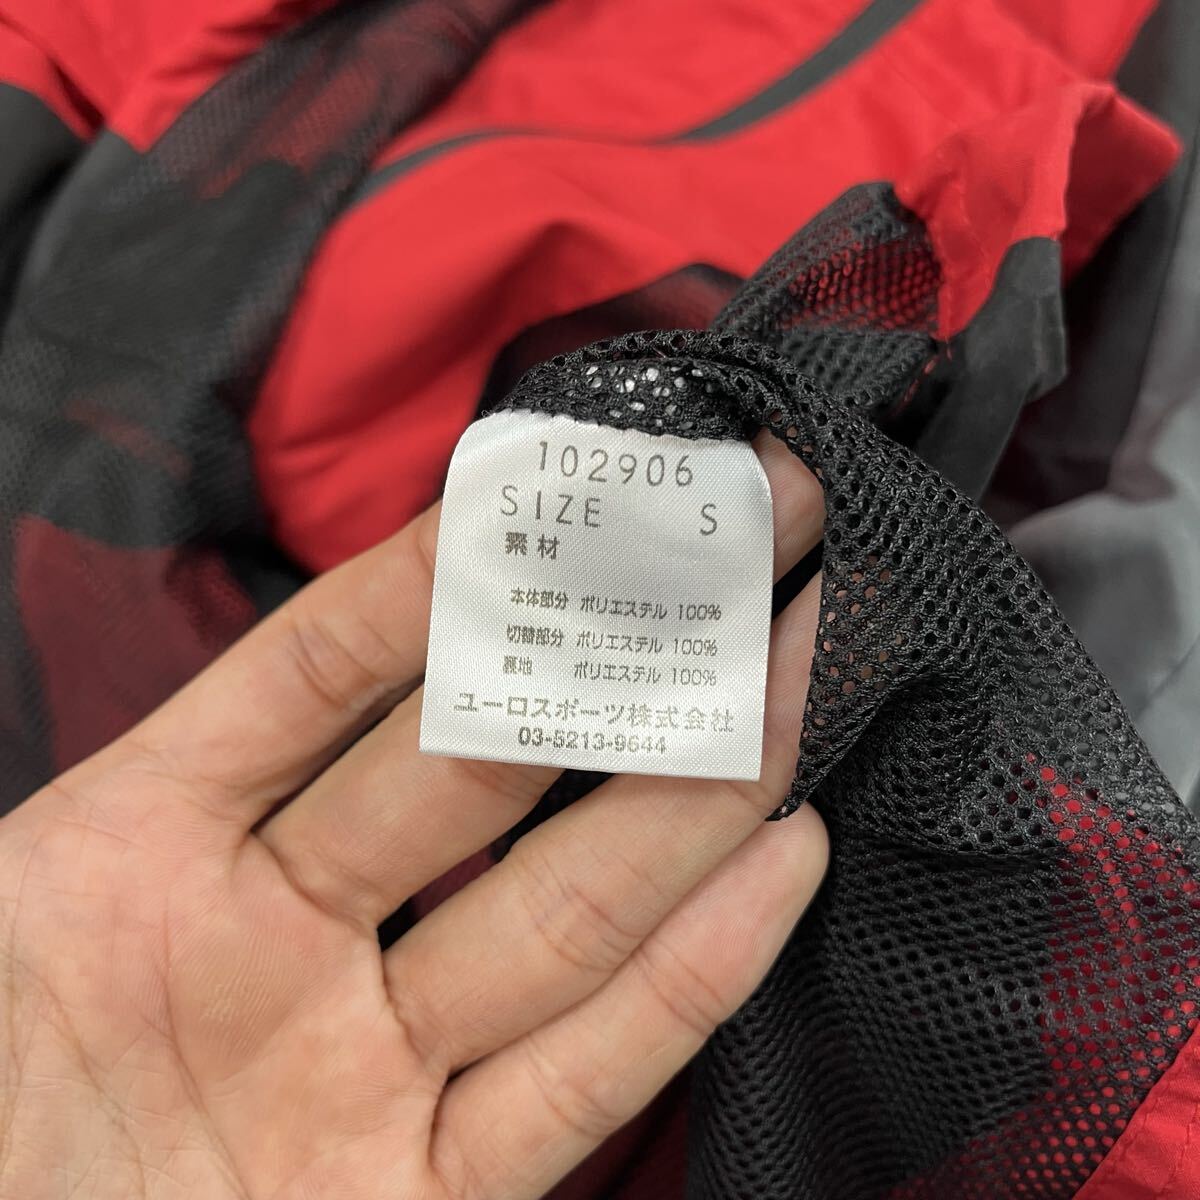 102906
SIZE S
素材
本体部分 ポリエステル 100%
切替部分 ポリエステル 100%
裏地 ポリエステル 100%
ユーロスポーツ株式会社
03-5213-9644